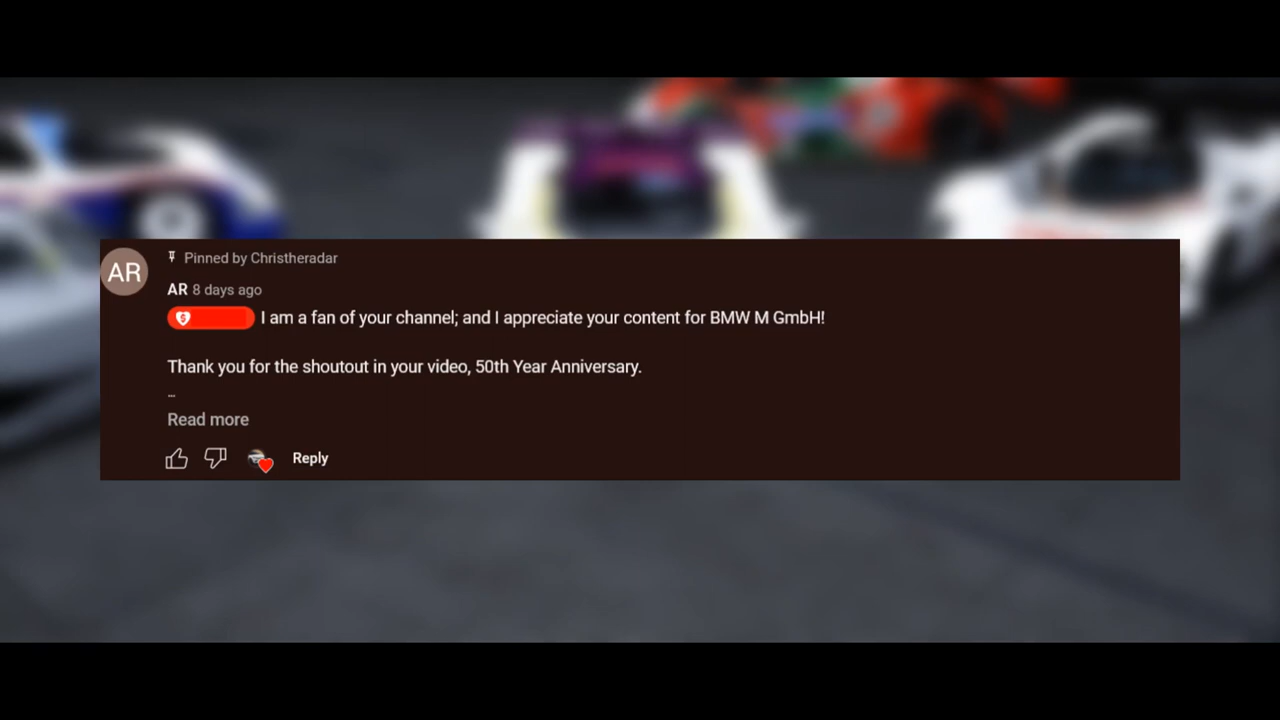 AR
Pinned by Christheradar
AR 8 days ago
I am a fan of your channel; and I appreciate your content for BMW M GmbH!
Thank you for the shoutout in your video, 50th Year Anniversary.
...
Read more
Reply